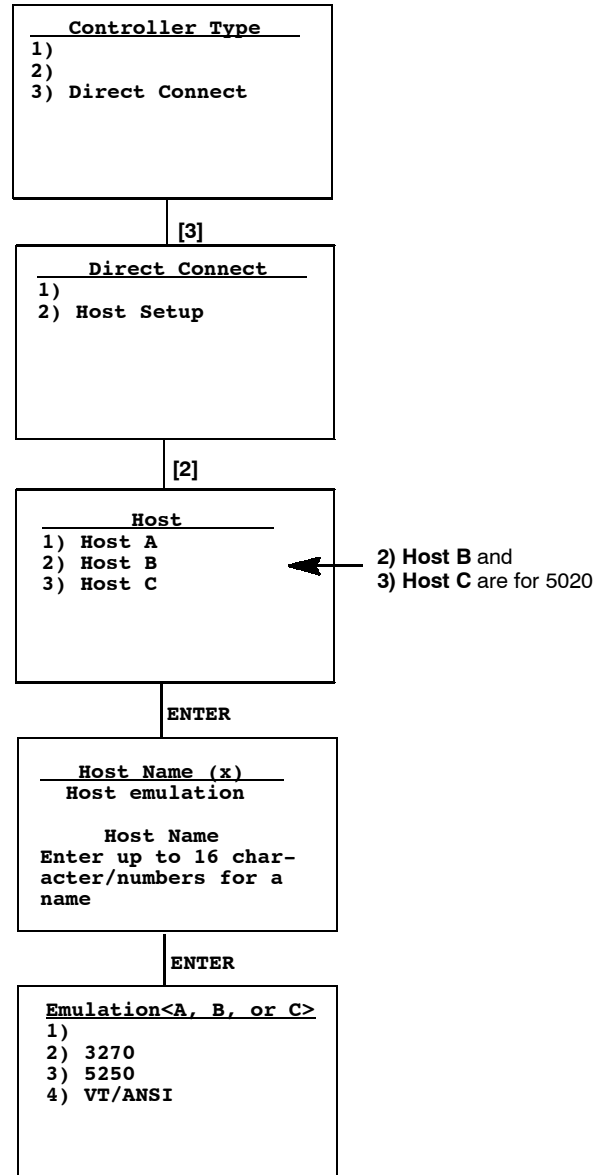 Controller Type
1)
2)
3) Direct Connect
[3]
Direct Connect
1)
2) Host Setup
[2]
Host
1) Host A
2) Host B
3) Host C
2) Host B and
3) Host C are for 5020
ENTER
Host Name (x)
Host emulation
Host Name
Enter up to 16 char-
acter/numbers for a
name
ENTER
Emulation<A, B, or C>
1)
2) 3270
3) 5250
4) VT/ANSI